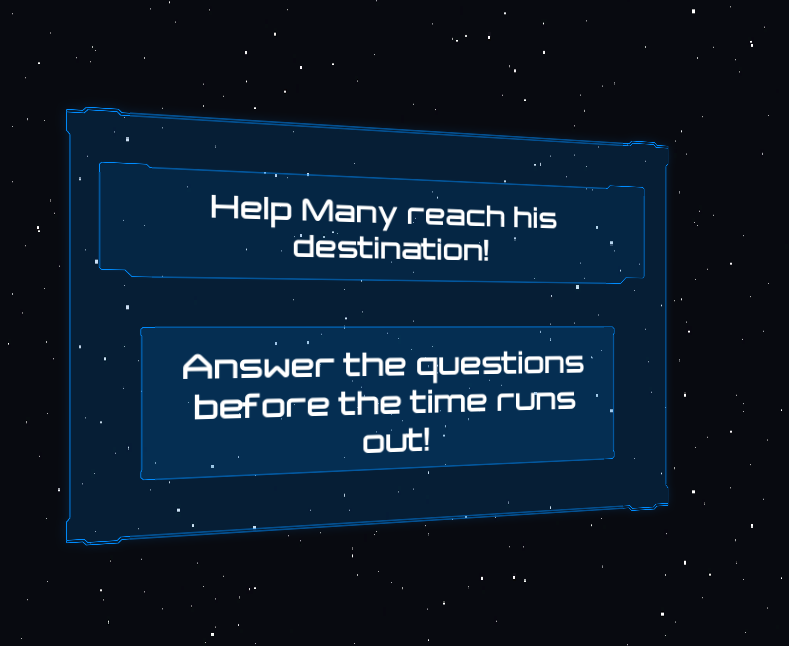 Help Many reach his
destination!
Answer the questions
before the time runs
out!